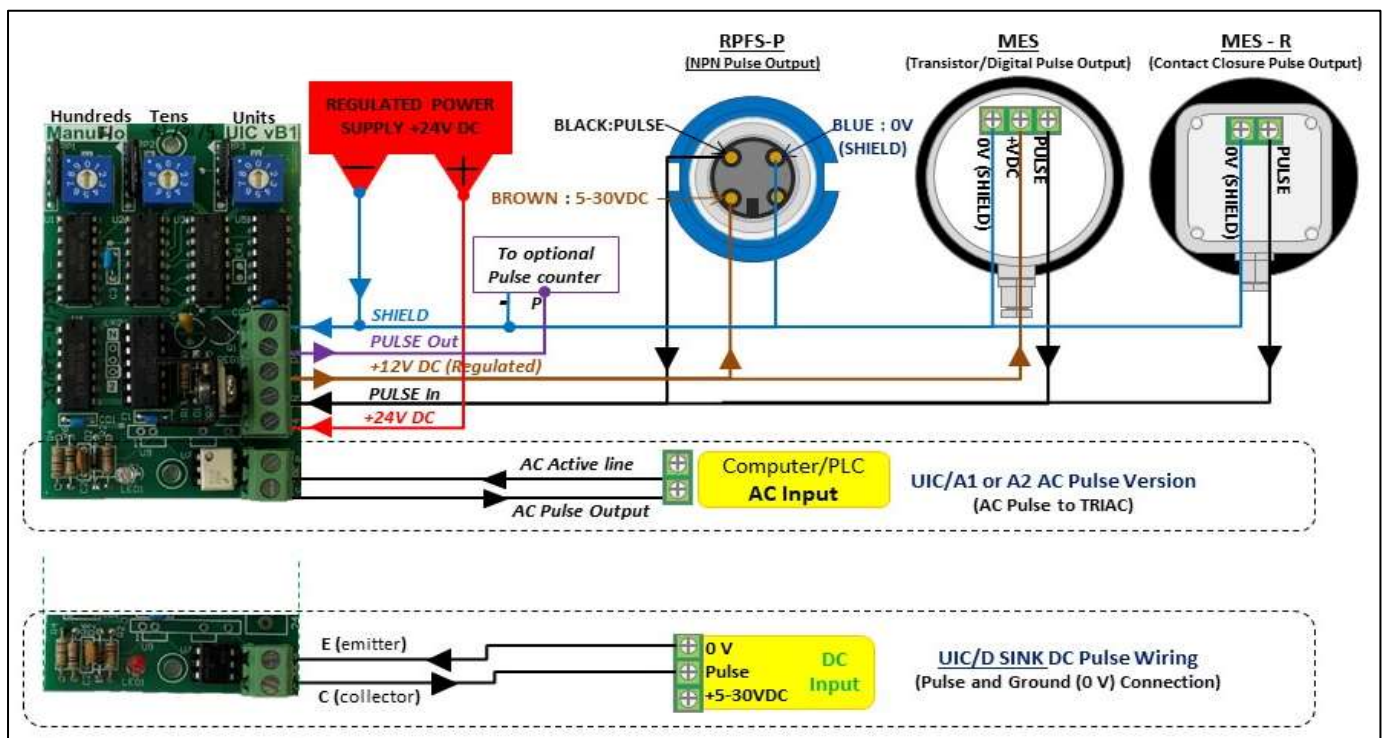 RPFS-P
(NPN Pulse Output)
MES
(Transistor/Digital Pulse Output)
MES - R
(Contact Closure Pulse Output)
Hundreds
Tens
Units
UIC vB1
REGULATED POWER
SUPPLY +24V DC
−
+
BLACK:PULSE
BLUE : 0V
(SHIELD)
BROWN : 5-30VDC
0V (SHIELD)
+VDC
PULSE
0V (SHIELD)
PULSE
To optional
Pulse counter
- P
SHIELD
PULSE Out
+12V DC (Regulated)
PULSE In
+24V DC
AC Active line
AC Pulse Output
Computer/PLC
AC Input
UIC/A1 or A2 AC Pulse Version
(AC Pulse to TRIAC)
LED1
E (emitter)
C (collector)
0 V
Pulse
+5-30VDC
DC
Input
UIC/D SINK DC Pulse Wiring
(Pulse and Ground (0 V) Connection)
LED1